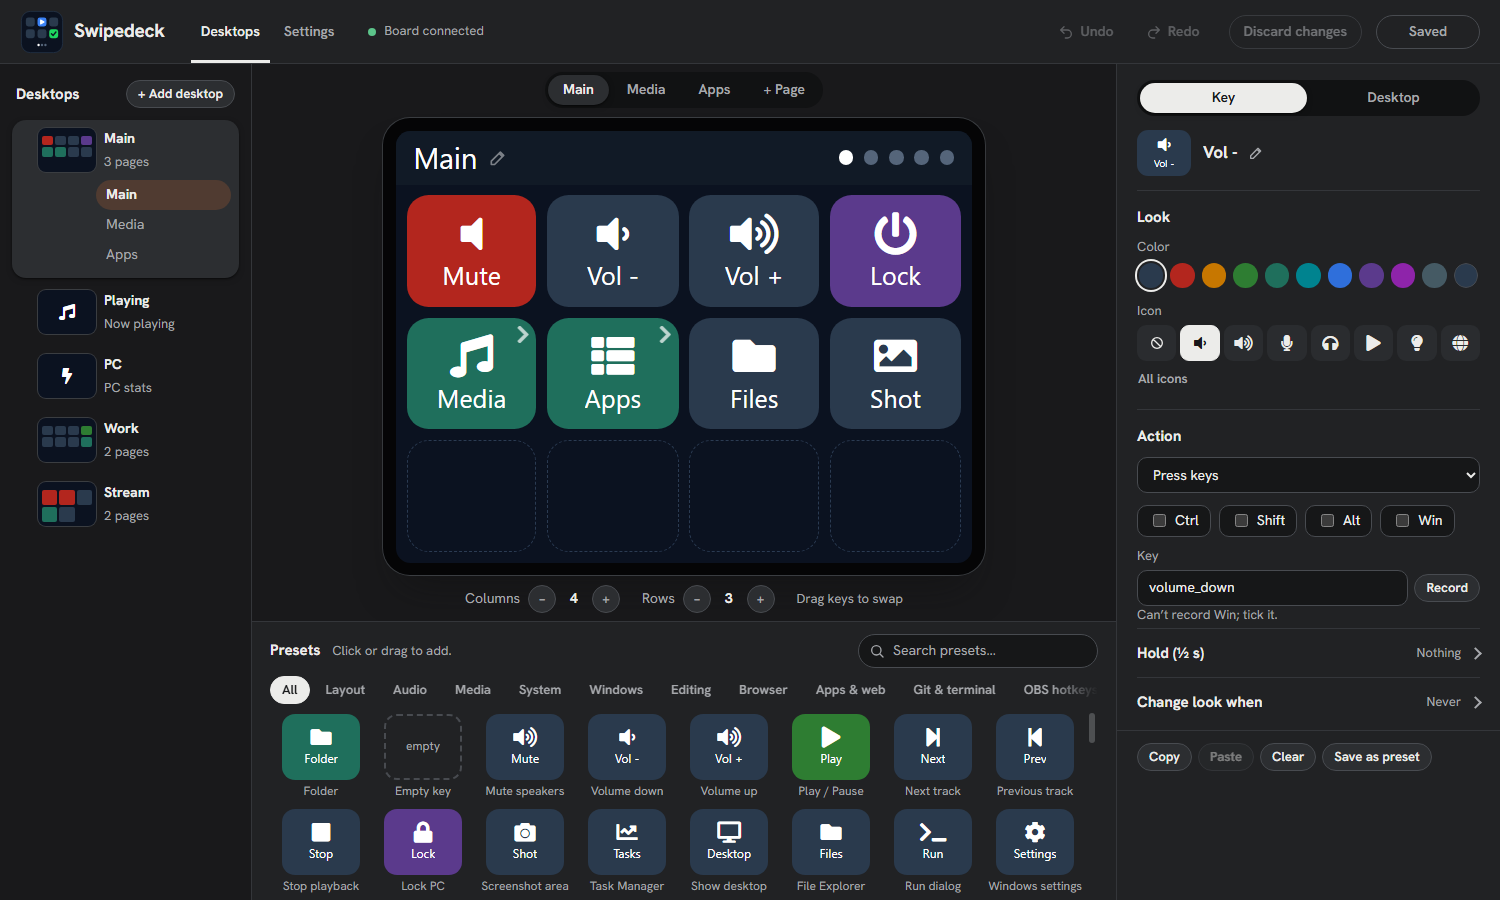 Swipedeck
Desktops
Settings
Board connected
Undo
Redo
Discard changes
Saved
Desktops
+ Add desktop
Main
3 pages
Main
Media
Apps
Playing
Now playing
PC
PC stats
Work
2 pages
Stream
2 pages
Main
Media
Apps
+ Page
Main
Mute
Vol -
Vol +
Lock
Media
Apps
Files
Shot
Columns - 4 +
Rows - 3 +
Drag keys to swap
Presets
Click or drag to add.
Search presets...
All
Layout
Audio
Media
System
Windows
Editing
Browser
Apps & web
Git & terminal
OBS hotkeys
Folder
Folder
empty
Empty key
Mute
Mute speakers
Vol -
Volume down
Vol +
Volume up
Play
Play / Pause
Next
Next track
Prev
Previous track
Stop
Stop playback
Lock
Lock PC
Shot
Screenshot area
Tasks
Task Manager
Desktop
Show desktop
Files
File Explorer
Run
Run dialog
Settings
Windows settings
Key
Desktop
Vol -
Vol -
Look
Color
Icon
All icons
Action
Press keys
Ctrl
Shift
Alt
Win
Key
volume_down
Record
Can't record Win; tick it.
Hold (½ s)
Nothing
Change look when
Never
Copy
Paste
Clear
Save as preset